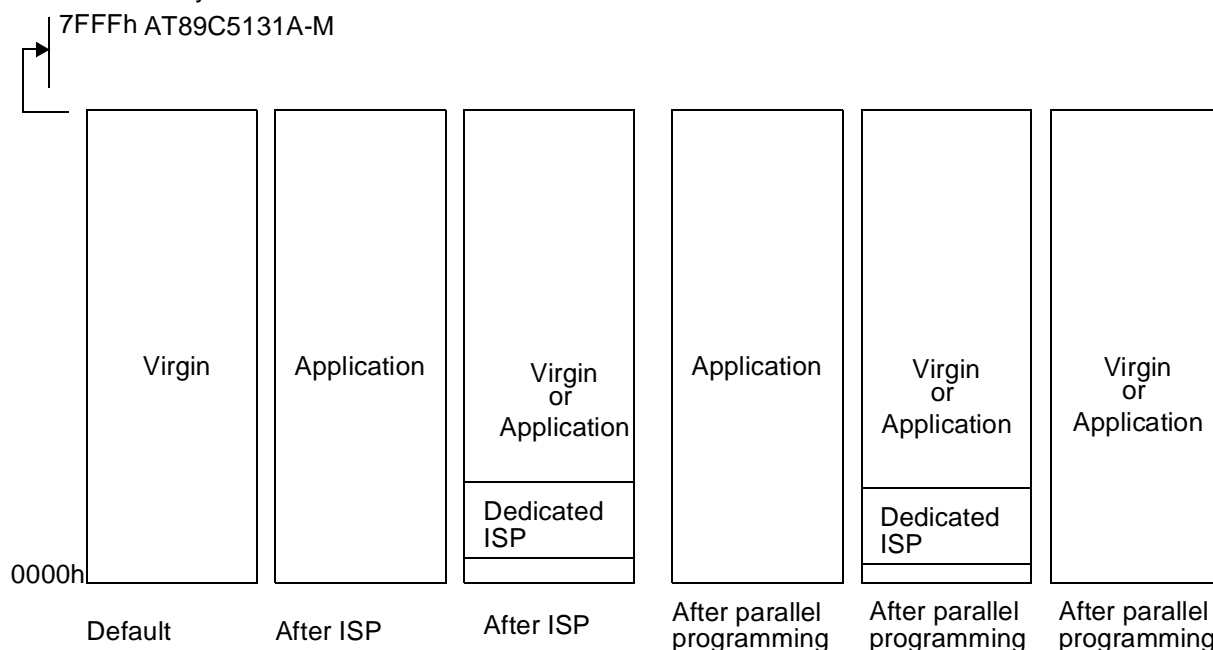 7FFFh AT89C5131A-M
Virgin
Application
Virgin
or
Application
Application
Virgin
or
Application
Virgin
or
Application
Dedicated
ISP
Dedicated
ISP
0000h
Default
After ISP
After ISP
After parallel
programming
After parallel
programming
After parallel
programming